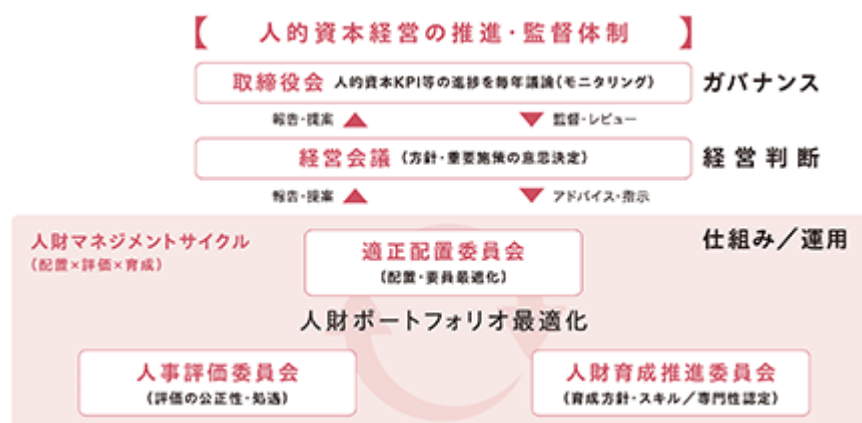 【 人的資本経営の推進・監督体制 】
取締役会 人的資本KPI等の進捗を毎年議論(モニタリング) ガバナンス
報告・提案 ▲ ▼ 監督・レビュー
経営会議 (方針・重要施策の意思決定) 経営判断
報告・提案 ▲ ▼ アドバイス・指示
人財マネジメントサイクル
(配置×評価×育成)
仕組み／運用
適正配置委員会
(配置・要員最適化)
人財ポートフォリオ最適化
人事評価委員会
(評価の公正性・処遇)
人財育成推進委員会
(育成方針・スキル／専門性認定)